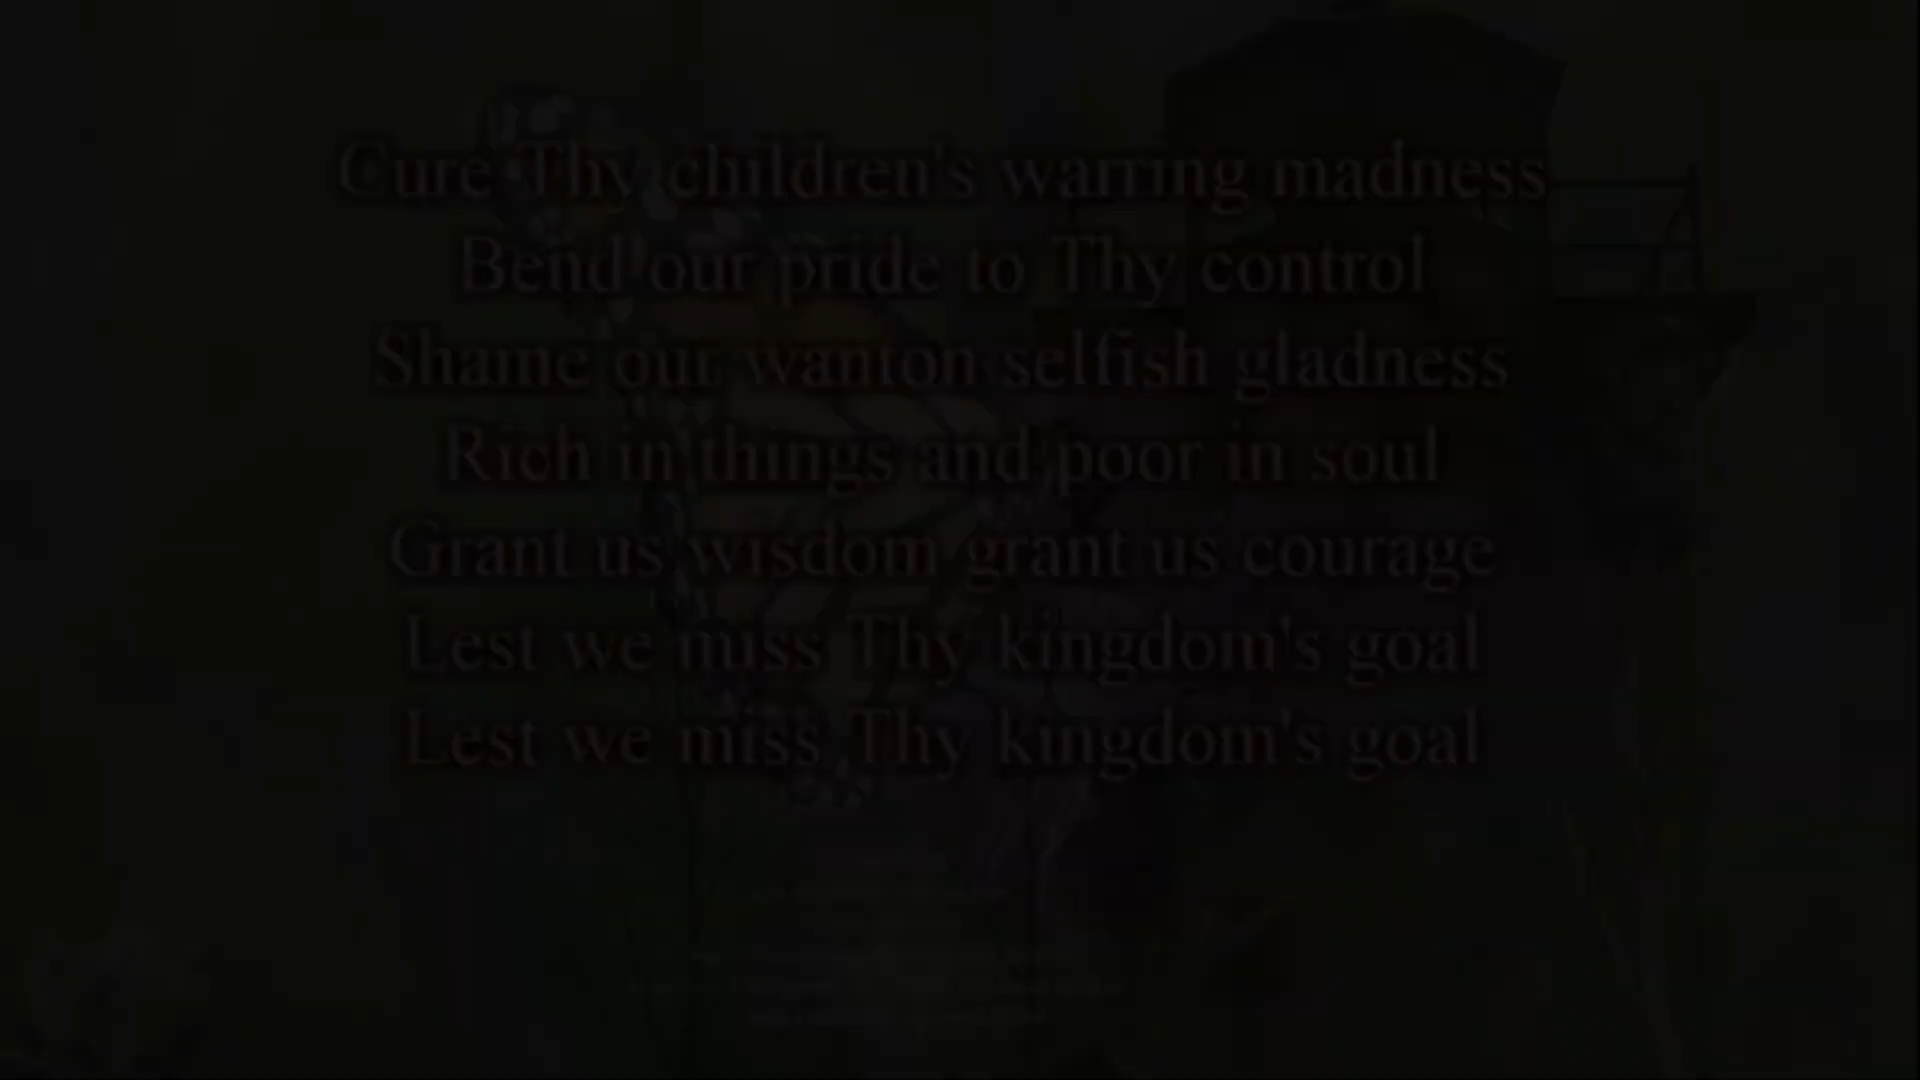 Cure Thy children's warring madness
Bend our pride to Thy control
Shame our wanton selfish gladness
Rich in things and poor in soul
Grant us wisdom grant us courage
Lest we miss Thy kingdom's goal
Lest we miss Thy kingdom's goal